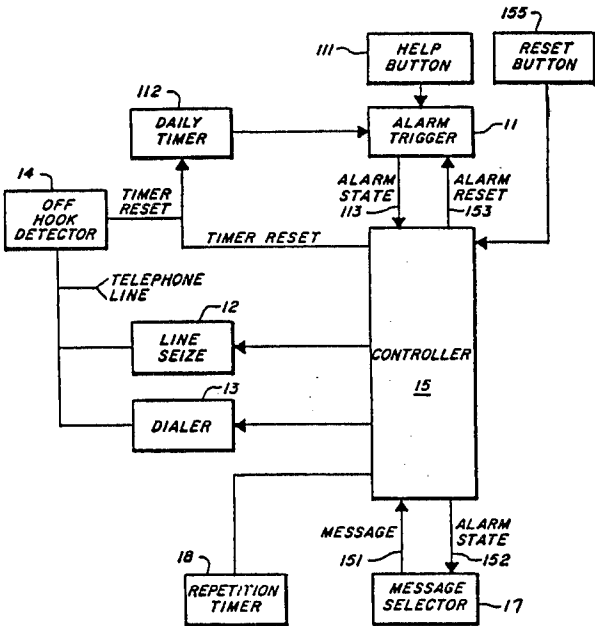 155
111
HELP
BUTTON
RESET
BUTTON
112
DAILY
TIMER
ALARM
TRIGGER
11
14
OFF
HOOK
DETECTOR
TIMER
RESET
ALARM
STATE
113
ALARM
RESET
153
TIMER RESET
TELEPHONE
LINE
12
LINE
SEIZE
CONTROLLER
15
13
DIALER
MESSAGE
151
ALARM
STATE
152
18
REPETITION
TIMER
MESSAGE
SELECTOR
17